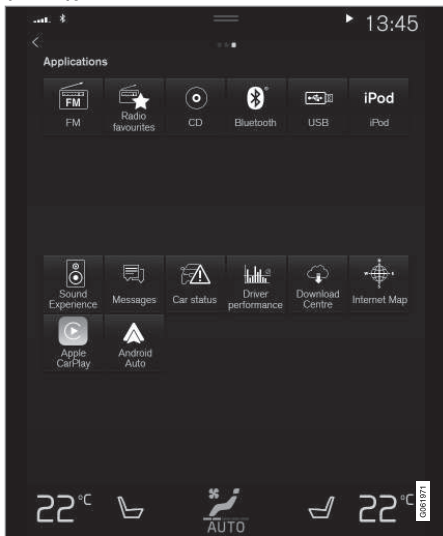 13:45
Applications
FM
iPod
FM
Radio
favourites
CD
Bluetooth
USB
iPod
Sound
Experience
Messages
Car status
Driver
performance
Download
Centre
Internet Map
Apple
CarPlay
Android
Auto
22°C
AUTO
22°C
G061971